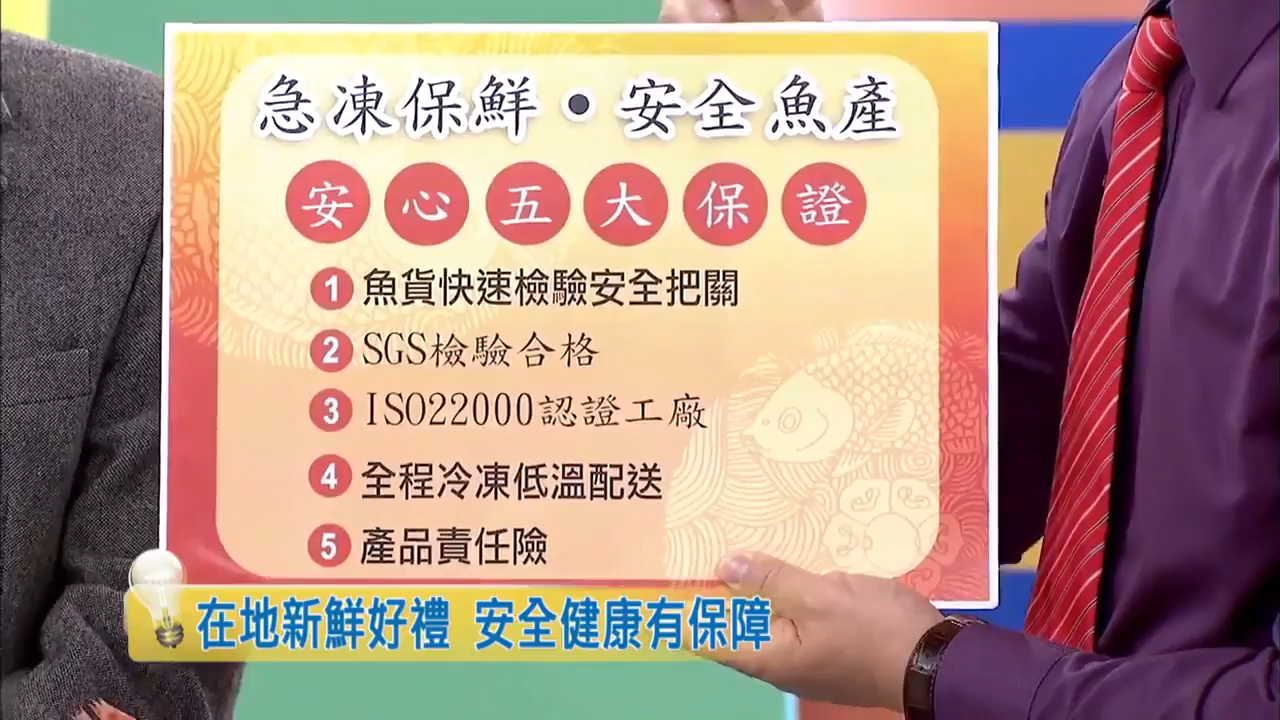 急凍保鮮•安全魚產
安心五大保證
1 魚貨快速檢驗安全把關
2 SGS檢驗合格
3 ISO22000認證工廠
4 全程冷凍低溫配送
5 產品責任險
在地新鮮好禮 安全健康有保障